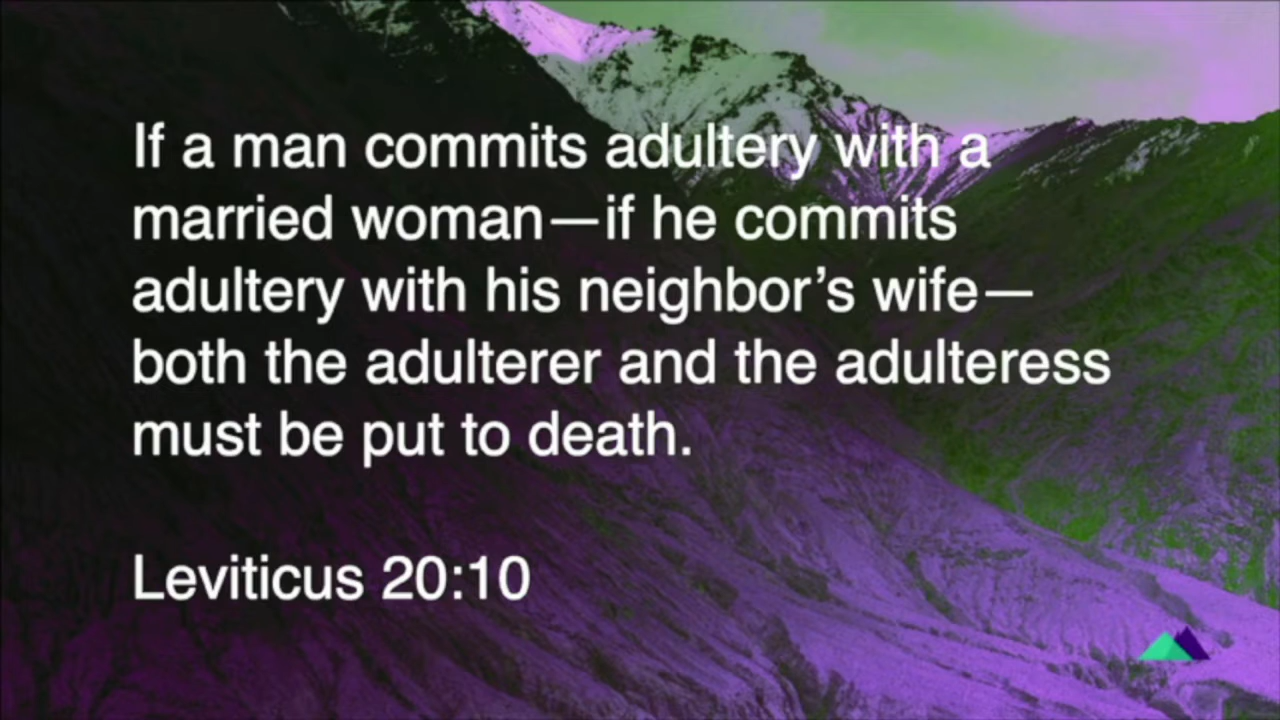 If a man commits adultery with a
married woman—if he commits
adultery with his neighbor’s wife—
both the adulterer and the adulteress
must be put to death.
Leviticus 20:10